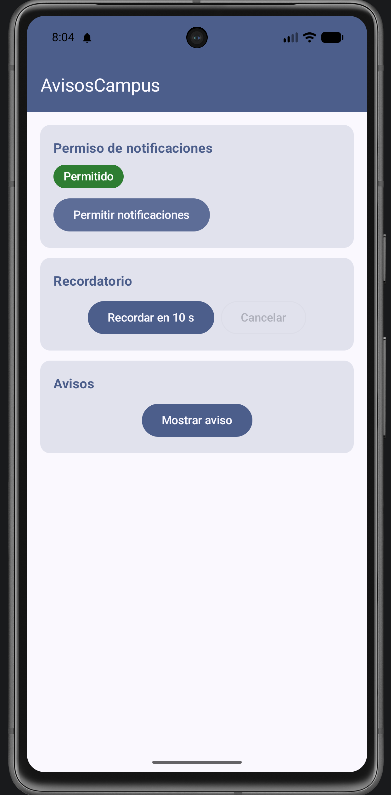 8:04
AvisosCampus
Permiso de notificaciones
Permitido
Permitir notificaciones
Recordatorio
Recordar en 10 s
Cancelar
Avisos
Mostrar aviso